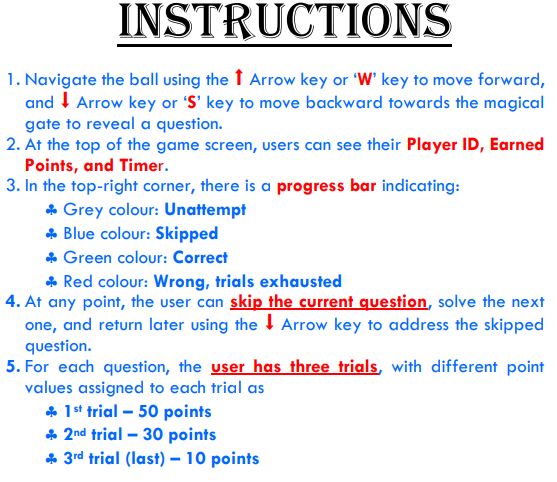 INSTRUCTIONS
1. Navigate the ball using the ⬆ Arrow key or ‘W’ key to move forward,
and ⬇ Arrow key or ‘S’ key to move backward towards the magical
gate to reveal a question.
2. At the top of the game screen, users can see their Player ID, Earned
Points, and Timer.
3. In the top-right corner, there is a progress bar indicating:
♣ Grey colour: Unattempt
♣ Blue colour: Skipped
♣ Green colour: Correct
♣ Red colour: Wrong, trials exhausted
4. At any point, the user can skip the current question, solve the next
one, and return later using the ⬇ Arrow key to address the skipped
question.
5. For each question, the user has three trials, with different point
values assigned to each trial as
♣ 1st trial – 50 points
♣ 2nd trial – 30 points
♣ 3rd trial (last) – 10 points